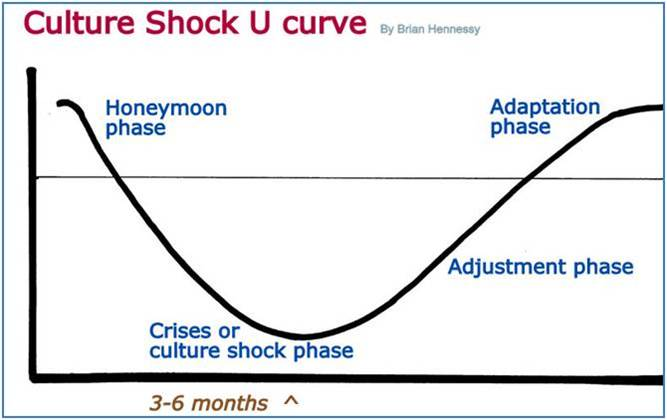 Culture Shock U curve By Brian Hennessy
Honeymoon
phase
Adaptation
phase
Adjustment phase
Crises or
culture shock phase
3-6 months ^